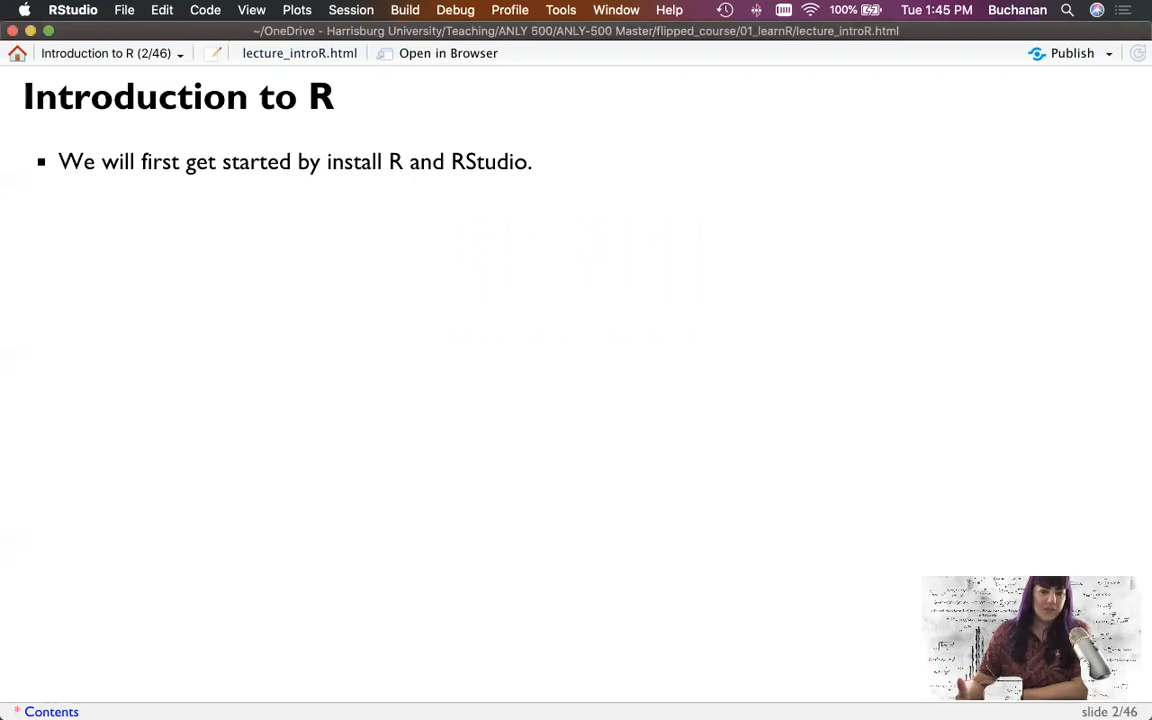 RStudio File Edit Code View Plots Session Build Debug Profile Tools Window Help 100% Tue 1:45 PM Buchanan
~/OneDrive - Harrisburg University/Teaching/ANLY 500/ANLY-500 Master/flipped_course/01_learnR/lecture_introR.html
Introduction to R (2/46) lecture_introR.html Open in Browser Publish
Introduction to R
▪ We will first get started by install R and RStudio.
* Contents slide 2/46